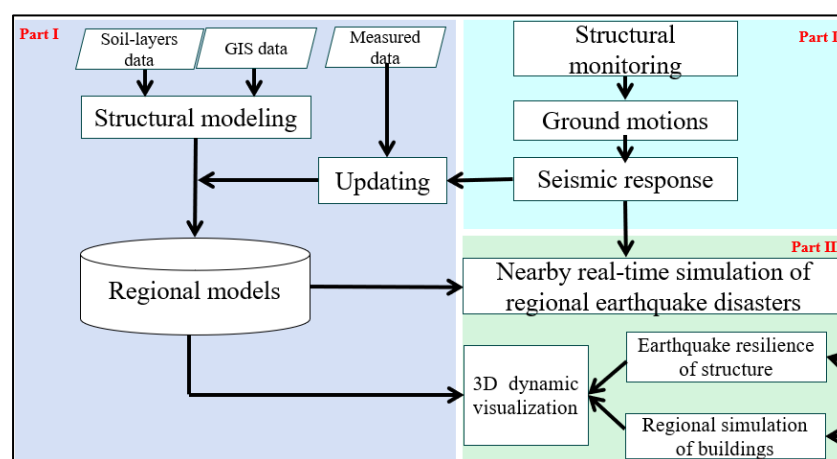 Part I
Soil-layers
data
GIS data
Measured
data
Structural modeling
Updating
Regional models
Part I
Structural
monitoring
Ground motions
Seismic response
Part II
Nearby real-time simulation of
regional earthquake disasters
3D dynamic
visualization
Earthquake resilience
of structure
Regional simulation
of buildings